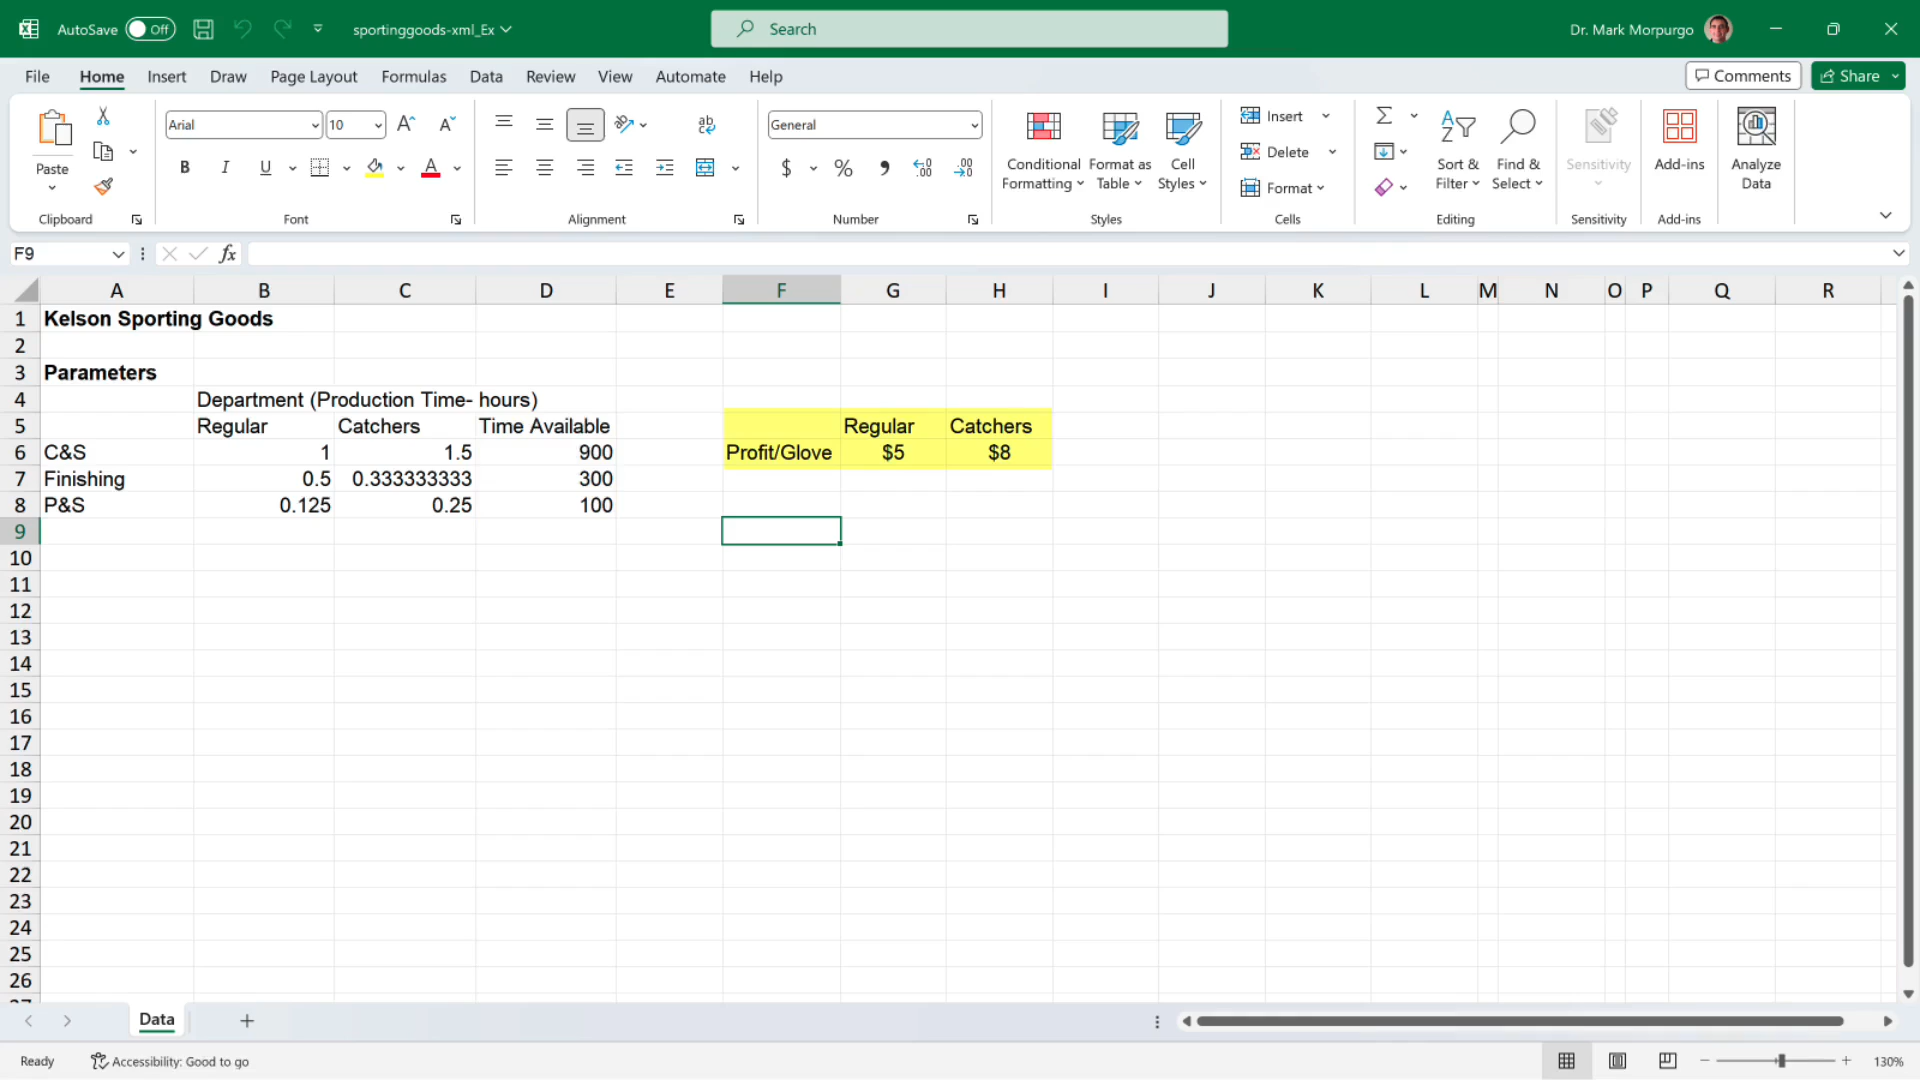 AutoSave Off sportinggoods-xml_Ex Search Dr. Mark Morpurgo
File Home Insert Draw Page Layout Formulas Data Review View Automate Help Comments Share
Paste
Clipboard
Arial 10
B I U A
Font
ab
Alignment
General
$ % 9
Number
Conditional Formatting
Format as Table
Cell Styles
Styles
Insert
Delete
Format
Cells
Sort & Filter
Find & Select
Editing
Sensitivity
Sensitivity
Add-ins
Add-ins
Analyze Data
F9 fx
A B C D E F G H I J K L M N O P Q R
1 Kelson Sporting Goods
2
3 Parameters
4 Department (Production Time- hours)
5 Regular Catchers Time Available Regular Catchers
6 C&S 1 1.5 900 Profit/Glove $5 $8
7 Finishing 0.5 0.333333333 300
8 P&S 0.125 0.25 100
9
10
11
12
13
14
15
16
17
18
19
20
21
22
23
24
25
26
Data
Ready Accessibility: Good to go 130%